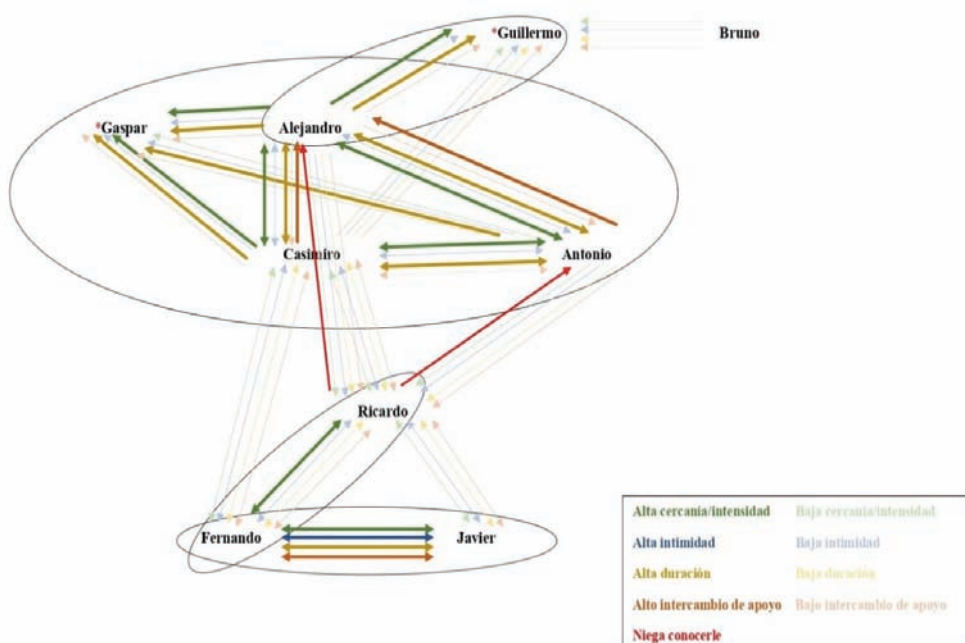 *Guillermo
Bruno
*Gaspar
Alejandro
Casimiro
Antonio
Ricardo
Fernando
Javier
Alta cercanía/intensidad
Baja cercanía/intensidad
Alta intimidad
Baja intimidad
Alta duración
Baja duración
Alto intercambio de apoyo
Bajo intercambio de apoyo
Niega conocerle